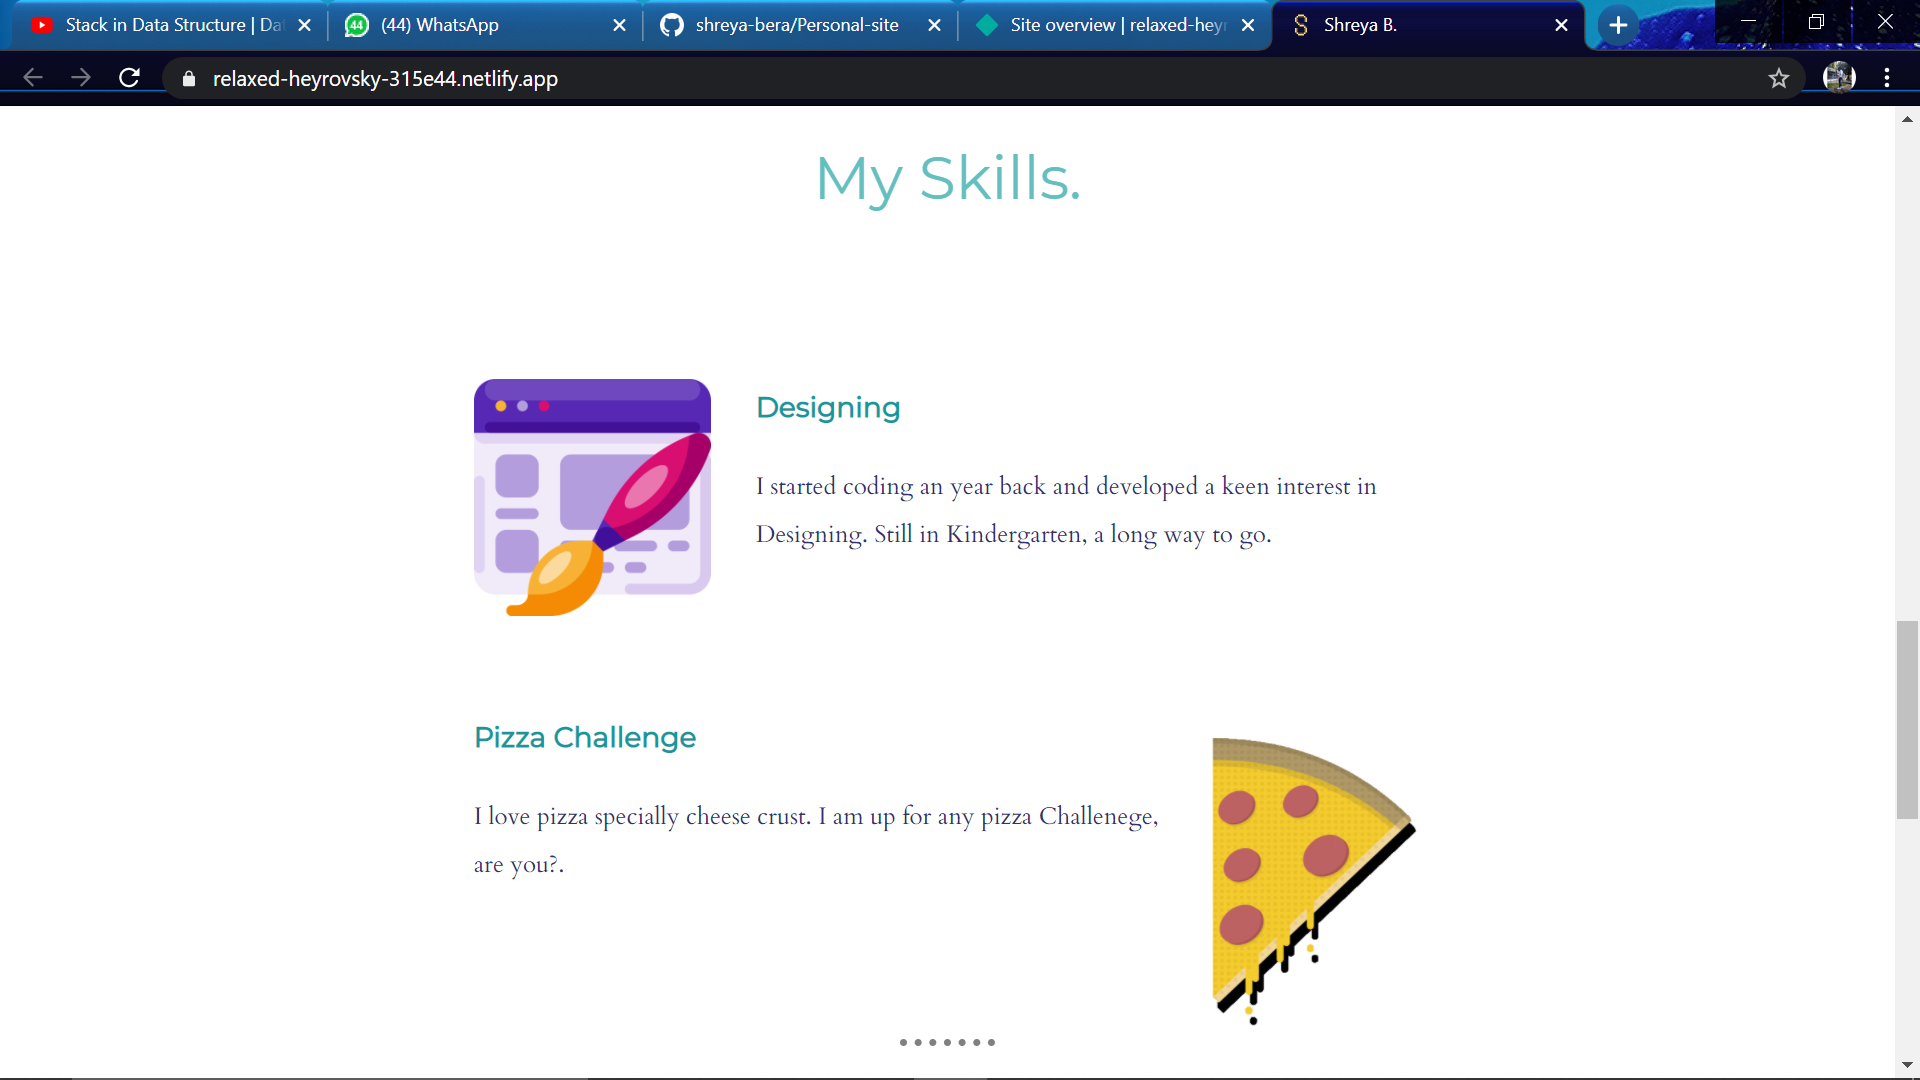 Stack in Data Structure | Da
(44) WhatsApp
shreya-bera/Personal-site
Site overview | relaxed-heyr
Shreya B.
44
relaxed-heyrovsky-315e44.netlify.app
My Skills.
Designing
I started coding an year back and developed a keen interest in
Designing. Still in Kindergarten, a long way to go.
Pizza Challenge
I love pizza specially cheese crust. I am up for any pizza Challenege,
are you?.